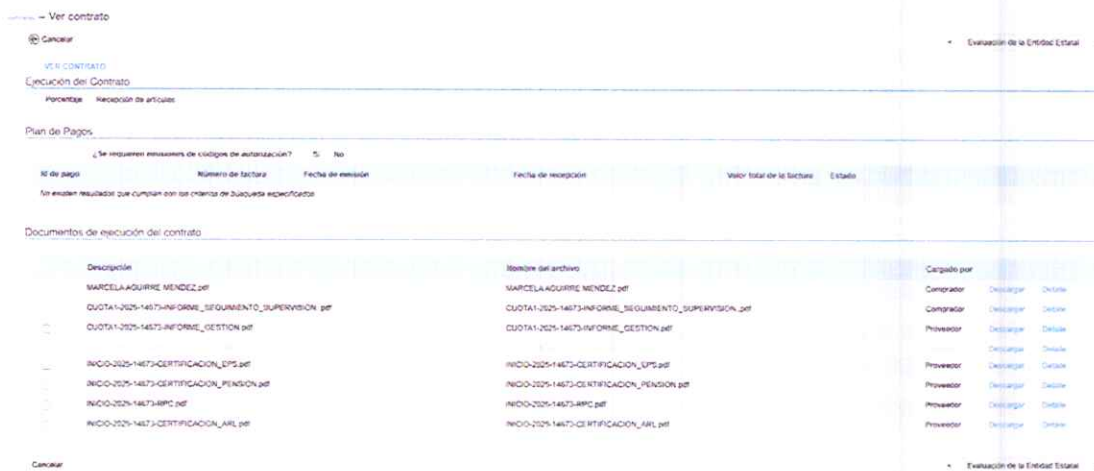 – Ver contrato
Cancelar
Evaluación de la Entidad Estatal
VER CONTRATO
Ejecución del Contrato
Porcentaje Recepción de artículos
Plan de Pagos
¿Se requieren emisiones de códigos de autorización? Si No
Id de pago Número de factura Fecha de emisión Fecha de recepción Valor total de la factura Estado
No existen resultados que cumplan con los criterios de búsqueda especificados
Documentos de ejecución del contrato
Descripción Nombre del archivo Cargado por
MARCELA AGUIRRE MENDEZ.pdf MARCELA AGUIRRE MENDEZ.pdf Comprador Descargar Detalle
CUOTA1-2025-14673-INFORME_SEGUIMIENTO_SUPERVISION .pdf CUOTA1-2025-14673-INFORME_SEGUIMIENTO_SUPERVISION .pdf Comprador Descargar Detalle
CUOTA1-2025-14673-INFORME_GESTION.pdf CUOTA1-2025-14673-INFORME_GESTION.pdf Proveedor Descargar Detalle
Descargar Detalle
INICIO-2025-14673-CERTIFICACION_EPS.pdf INICIO-2025-14673-CERTIFICACION_EPS.pdf Proveedor Descargar Detalle
INICIO-2025-14673-CERTIFICACION_PENSION.pdf INICIO-2025-14673-CERTIFICACION_PENSION.pdf Proveedor Descargar Detalle
INICIO-2025-14673-RPC.pdf INICIO-2025-14673-RPC.pdf Proveedor Descargar Detalle
INICIO-2025-14673-CERTIFICACION_ARL.pdf INICIO-2025-14673-CERTIFICACION_ARL.pdf Proveedor Descargar Detalle
Cancelar
Evaluación de la Entidad Estatal